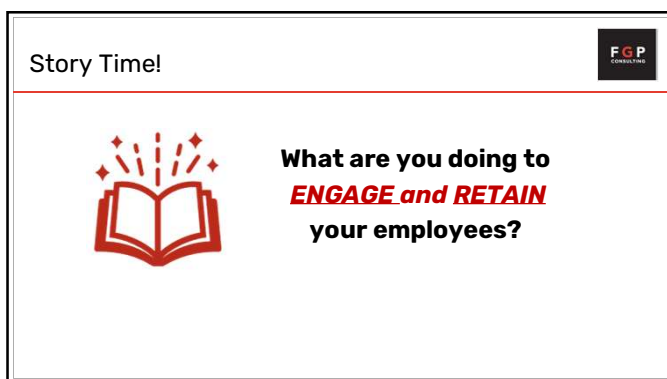 Story Time!
FGP
CONSULTING
What are you doing to
ENGAGE and RETAIN
your employees?